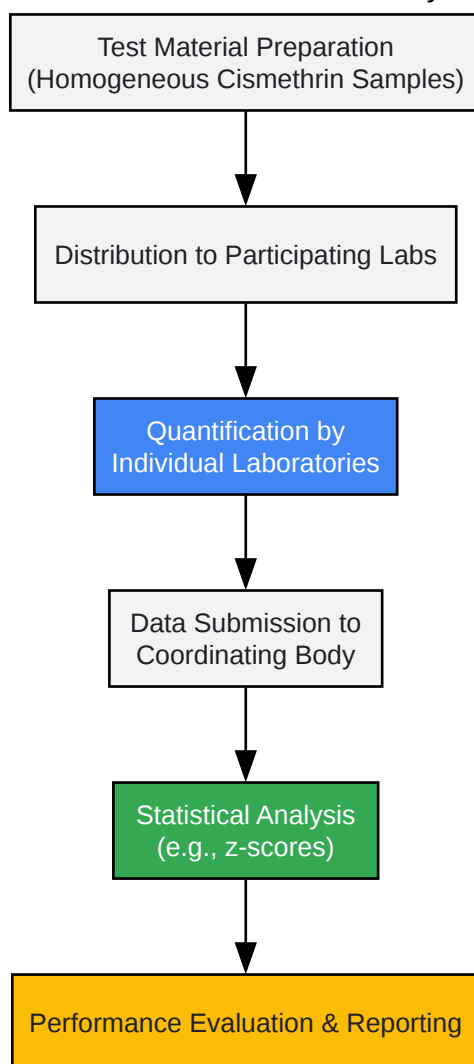 Test Material Preparation
(Homogeneous Cismethrin Samples)
Distribution to Participating Labs
Quantification by
Individual Laboratories
Data Submission to
Coordinating Body
Statistical Analysis
(e.g., z-scores)
Performance Evaluation & Reporting